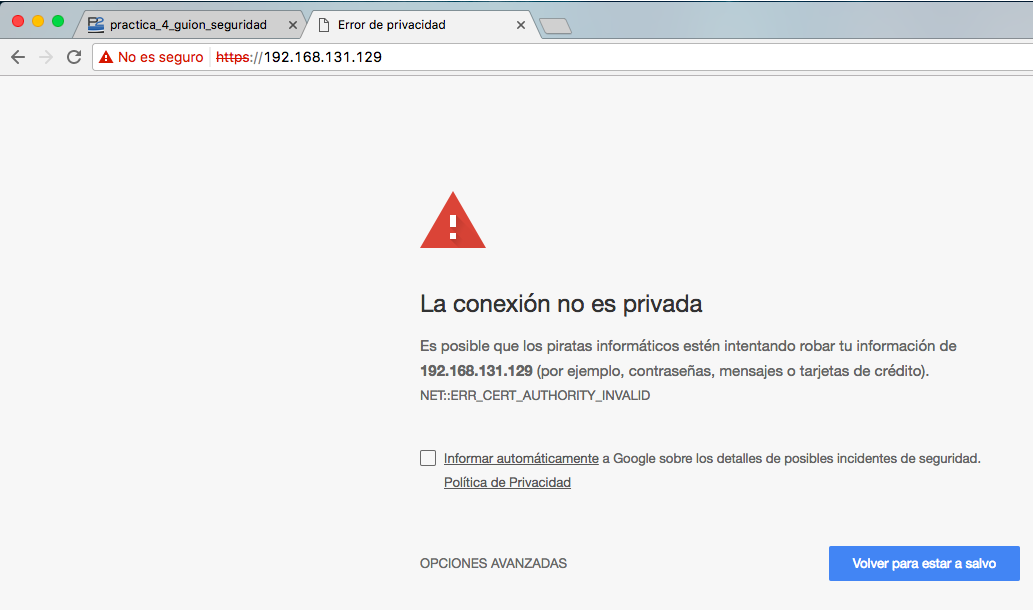 practica_4_guion_seguridad
Error de privacidad
No es seguro https://192.168.131.129
La conexión no es privada
Es posible que los piratas informáticos estén intentando robar tu información de
192.168.131.129 (por ejemplo, contraseñas, mensajes o tarjetas de crédito).
NET::ERR_CERT_AUTHORITY_INVALID
Informar automáticamente a Google sobre los detalles de posibles incidentes de seguridad.
Política de Privacidad
OPCIONES AVANZADAS
Volver para estar a salvo